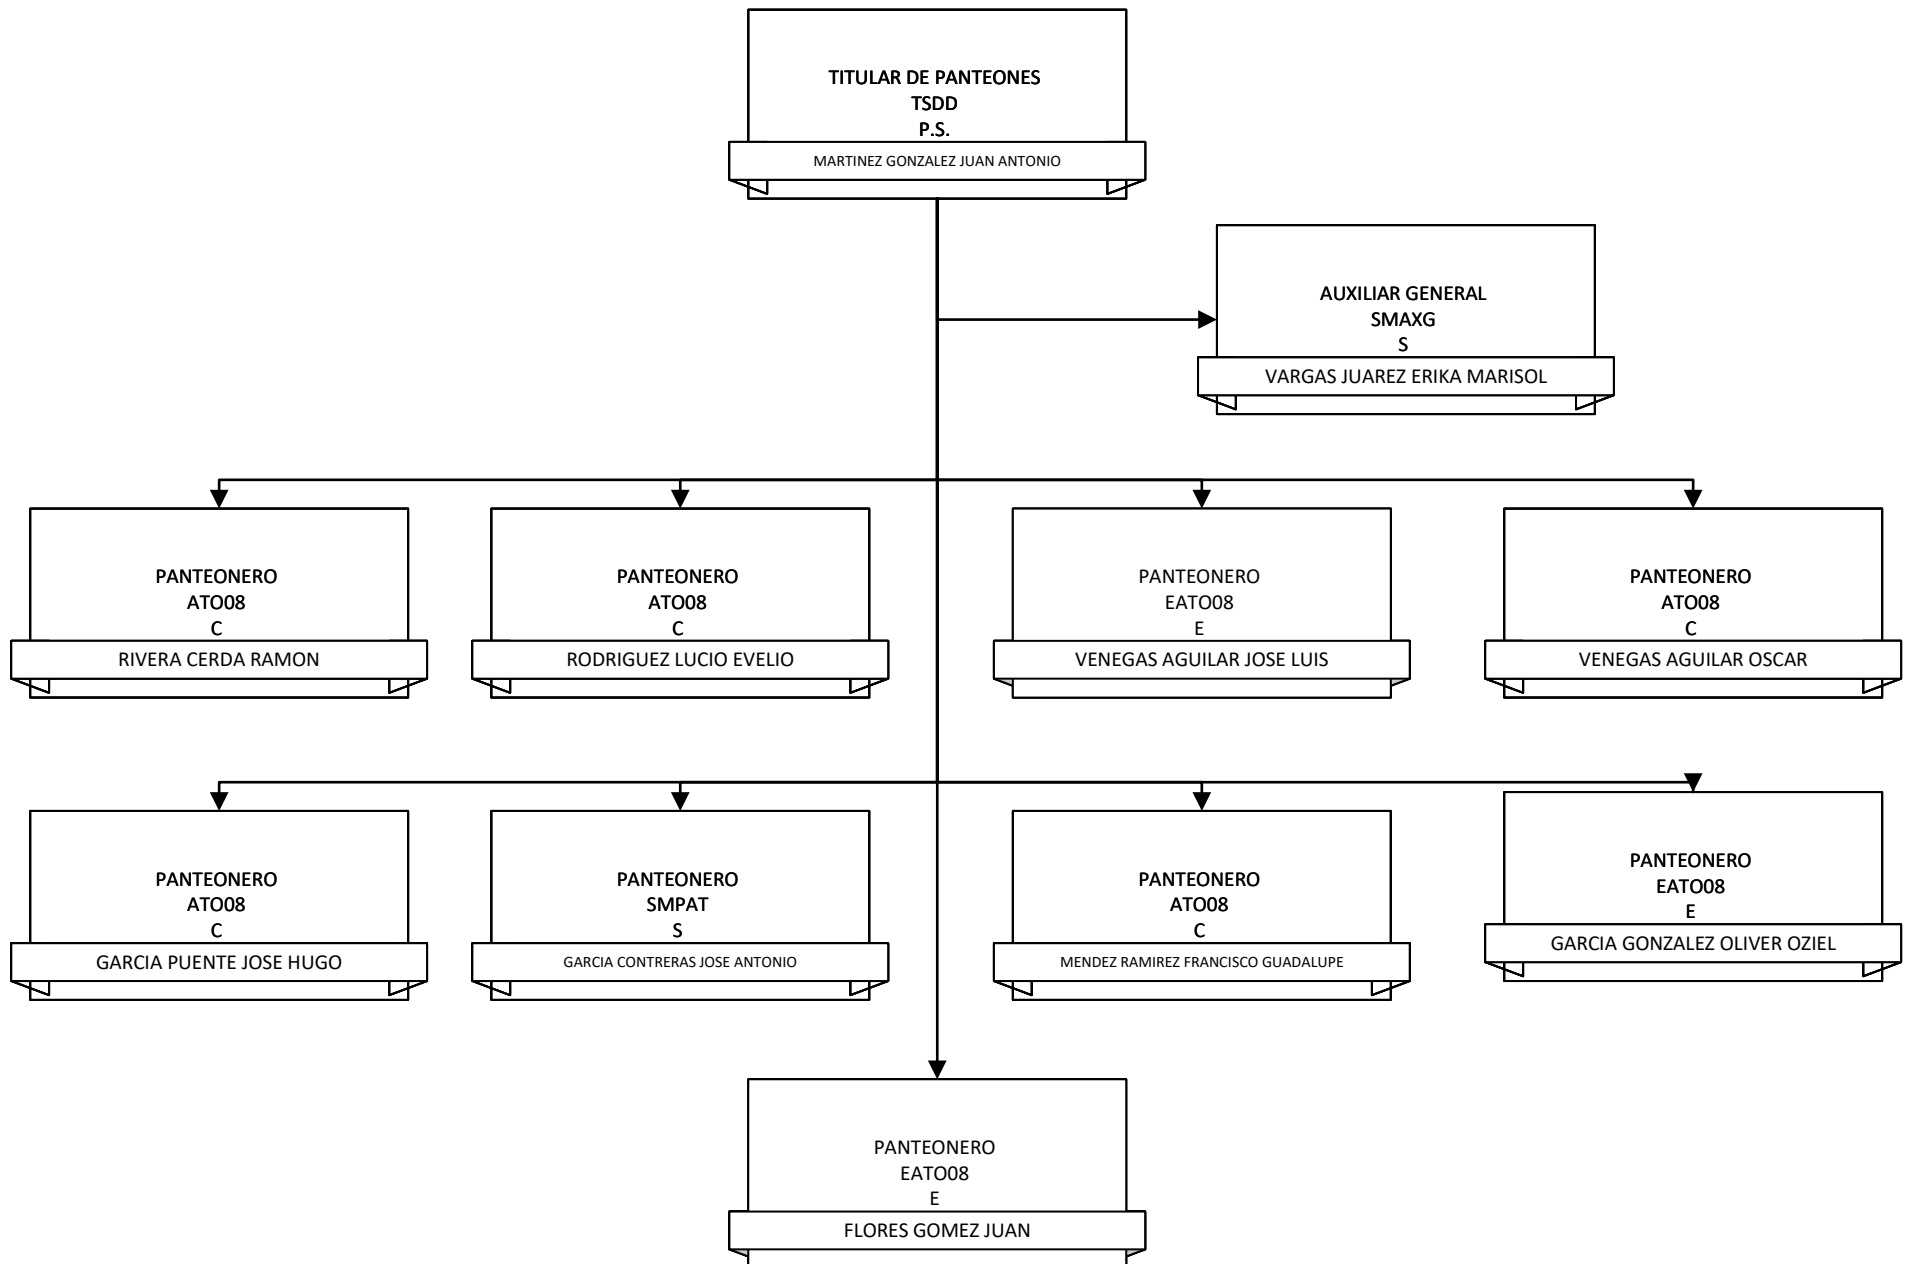 TITULAR DE PANTEONES
TSDD
P.S.
MARTINEZ GONZALEZ JUAN ANTONIO
AUXILIAR GENERAL
SMAXG
S
VARGAS JUAREZ ERIKA MARISOL
PANTEONERO
ATO08
C
RIVERA CERDA RAMON
PANTEONERO
ATO08
C
RODRIGUEZ LUCIO EVELIO
PANTEONERO
EATO08
E
VENEGAS AGUILAR JOSE LUIS
PANTEONERO
ATO08
C
VENEGAS AGUILAR OSCAR
PANTEONERO
ATO08
C
GARCIA PUENTE JOSE HUGO
PANTEONERO
SMPAT
S
GARCIA CONTRERAS JOSE ANTONIO
PANTEONERO
ATO08
C
MENDEZ RAMIREZ FRANCISCO GUADALUPE
PANTEONERO
EATO08
E
GARCIA GONZALEZ OLIVER OZIEL
PANTEONERO
EATO08
E
FLORES GOMEZ JUAN